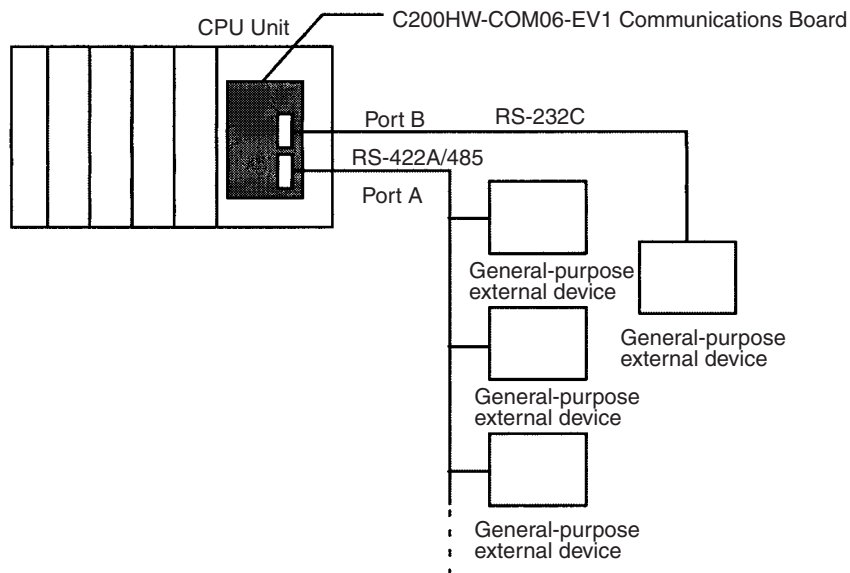 C200HW-COM06-EV1 Communications Board
CPU Unit
Port B
RS-232C
RS-422A/485
Port A
General-purpose
external device
General-purpose
external device
General-purpose
external device
General-purpose
external device